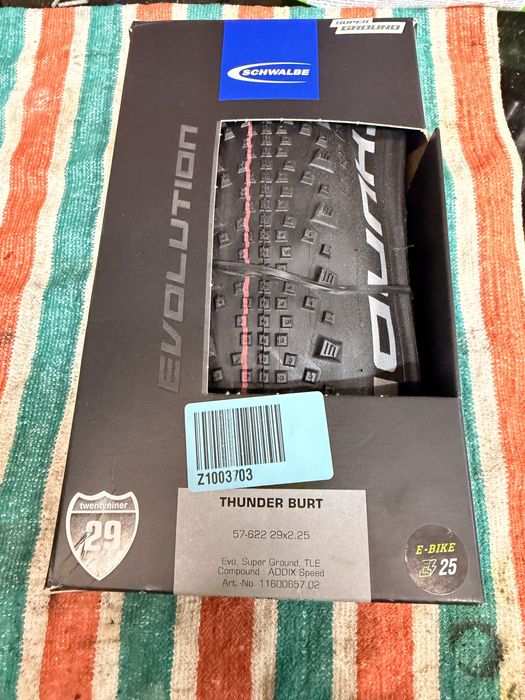 SUPER
GROUND
SCHWALBE
EVOLUTION
Z1003703
THUNDER BURT
57-622 29x2.25
Evo, Super Ground, TLE
Compound : ADDIX Speed
Art.-No. 11600657.02
twentyniner
29
E-BIKE
25